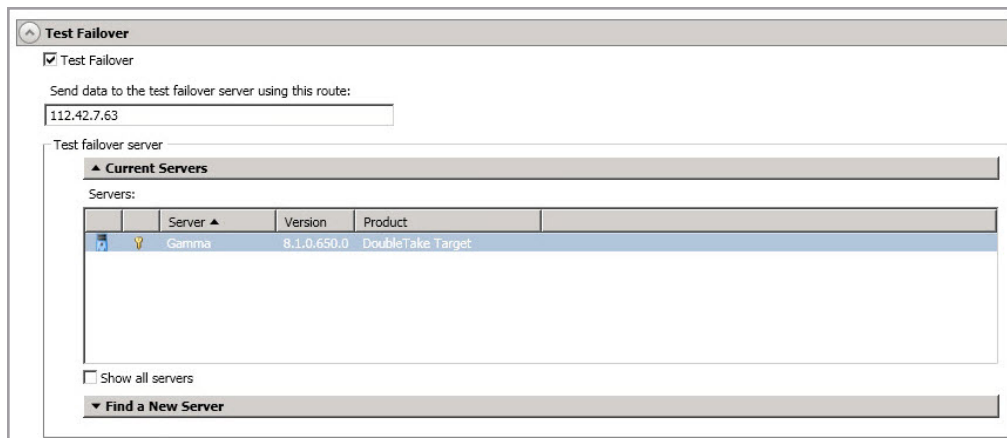 Test Failover
Test Failover
Send data to the test failover server using this route:
112.42.7.63
Test failover server
Current Servers
Servers:
Server Version Product
Gamma 8.1.0.650.0 DoubleTake Target
Show all servers
Find a New Server